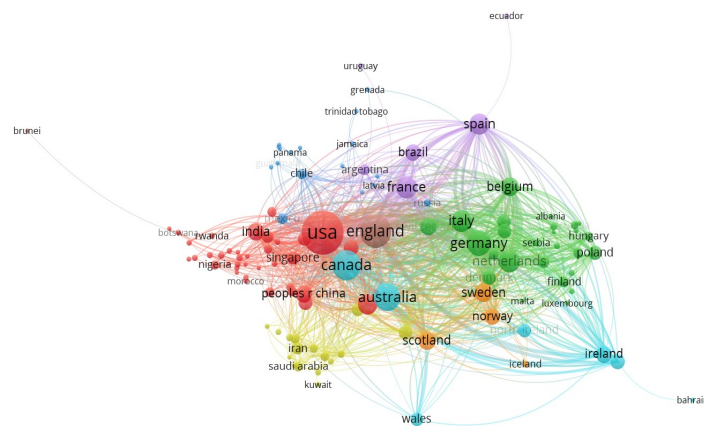 ecuador
uruguay
grenada
trinidad tobago
spain
brunei
jamaica
panama
brazil
chile
argentina
latvia
france
belgium
russia
albania
usa
england
italy
india
rwanda
botswana
germany
serbia
hungary
poland
singapore
netherlands
nigeria
morocco
canada
finland
peoples r china
australia
sweden
malta
luxembourg
norway
scotland
iran
saudi arabia
kuwait
iceland
ireland
wales
bahrai